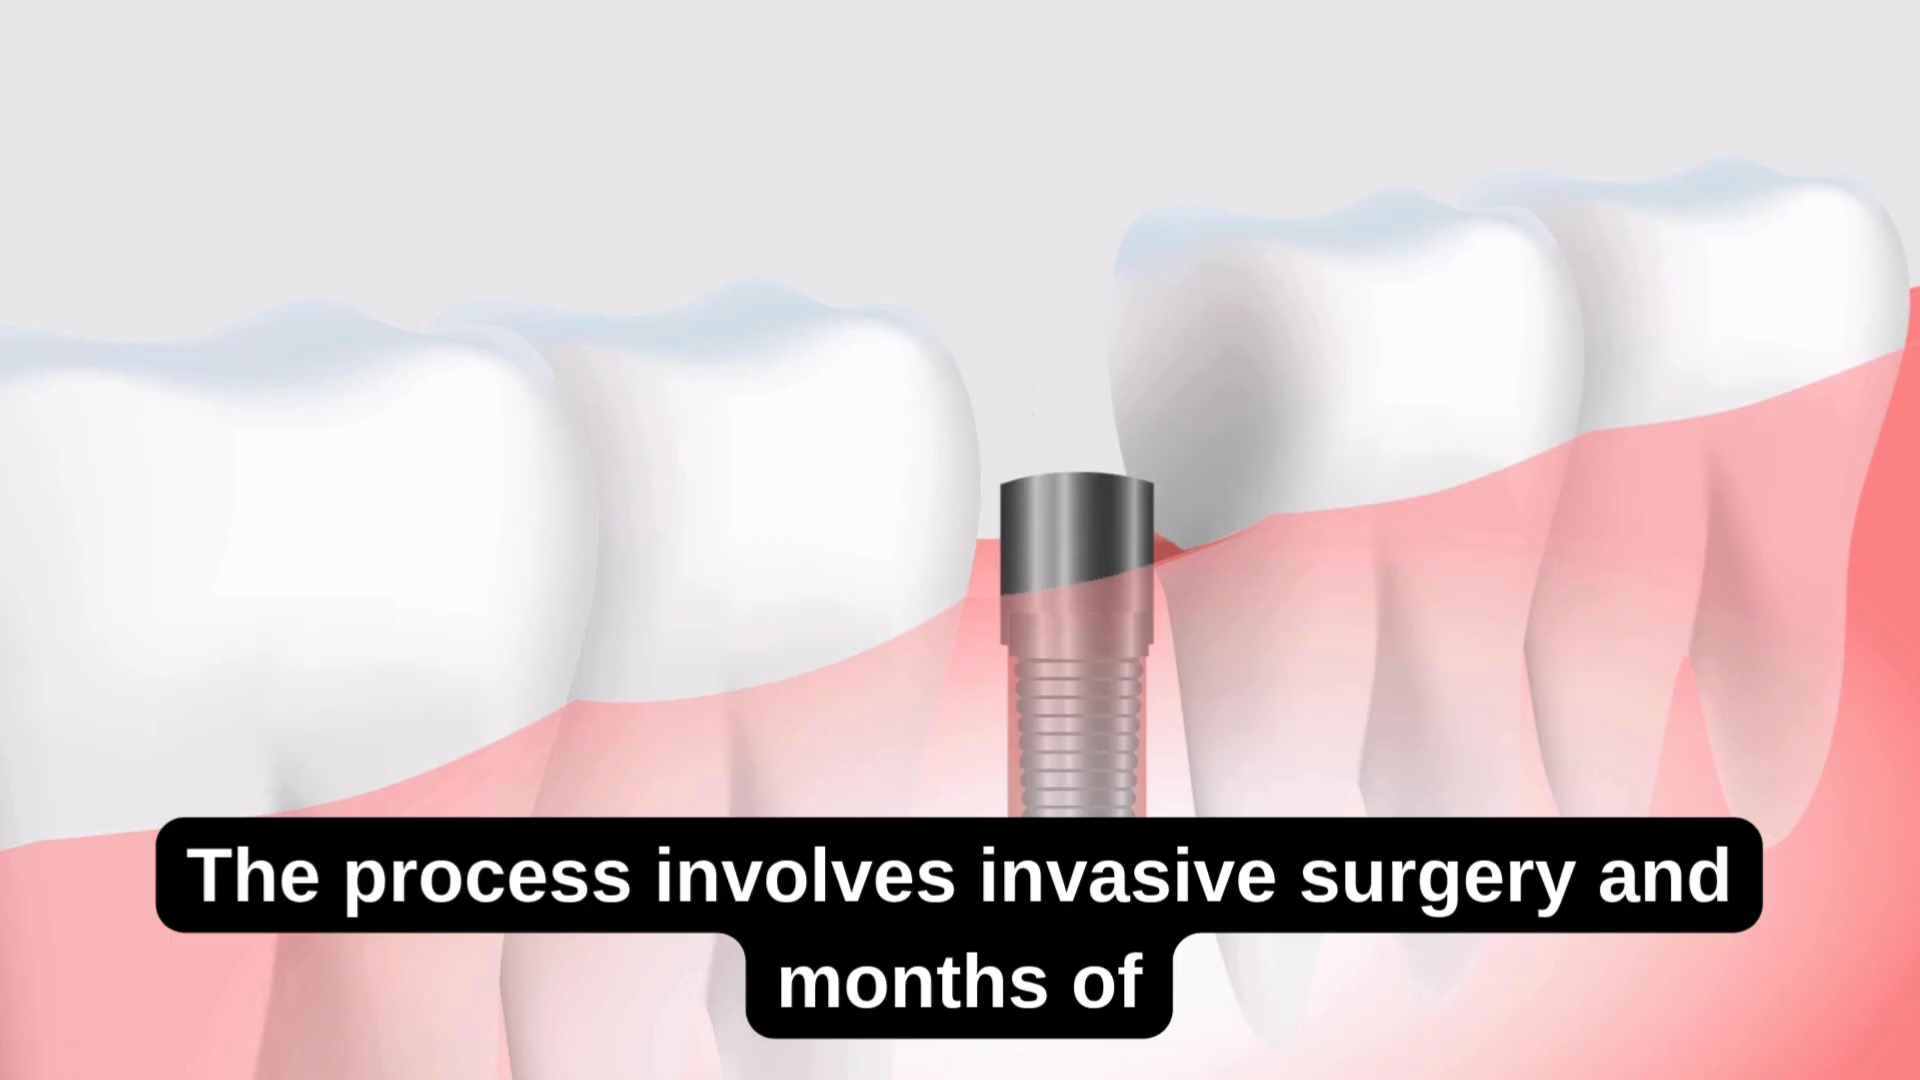 The process involves invasive surgery and
months of